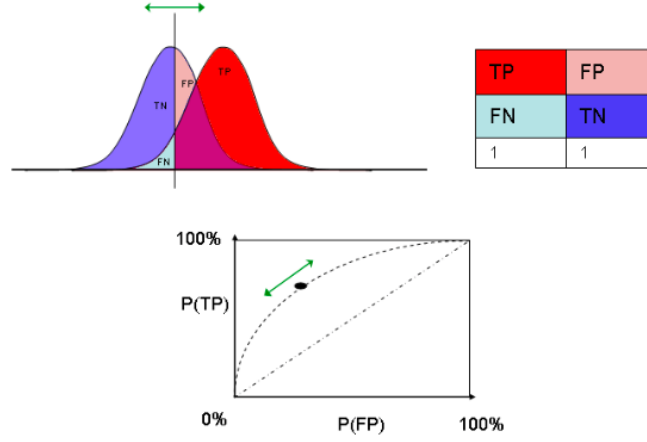 TP
FP
TN
FN
TP FP
FN TN
1 1
100%
P(TP)
0% P(FP) 100%